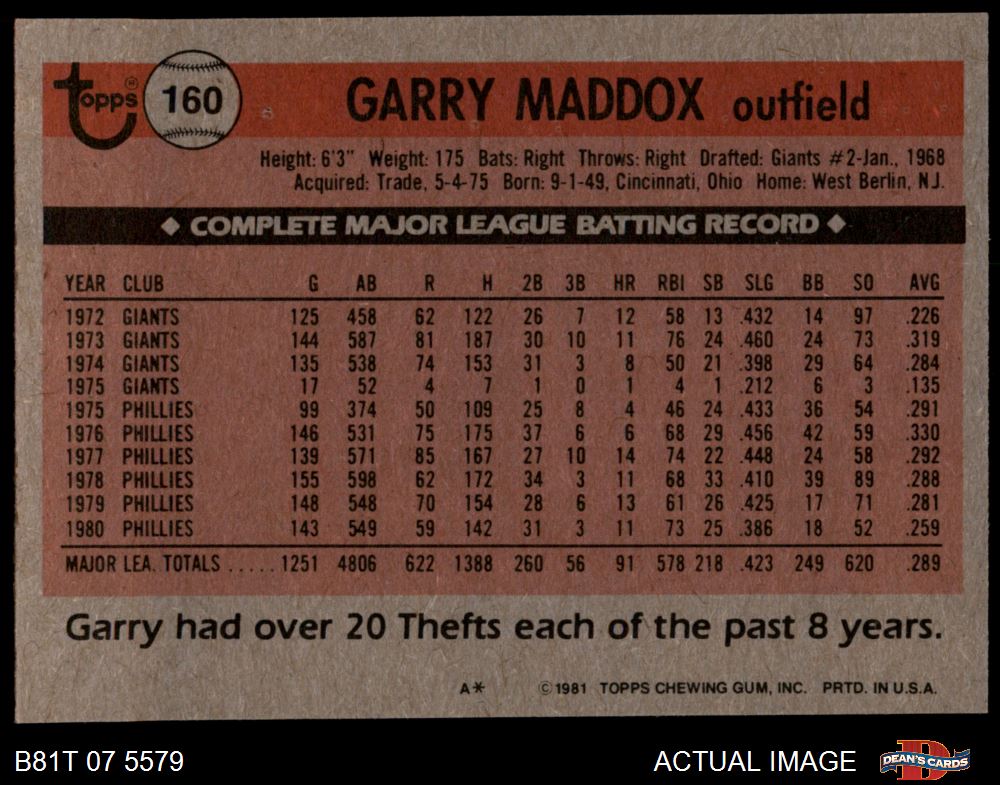 topps® 160 GARRY MADDOX outfield
Height: 6'3" Weight: 175 Bats: Right Throws: Right Drafted: Giants #2-Jan., 1968
Acquired: Trade, 5-4-75 Born: 9-1-49, Cincinnati, Ohio Home: West Berlin, N.J.
◆ COMPLETE MAJOR LEAGUE BATTING RECORD ◆
YEAR CLUB G AB R H 2B 3B HR RBI SB SLG BB SO AVG
1972 GIANTS 125 458 62 122 26 7 12 58 13 .432 14 97 .226
1973 GIANTS 144 587 81 187 30 10 11 76 24 .460 24 73 .319
1974 GIANTS 135 538 74 153 31 3 8 50 21 .398 29 64 .284
1975 GIANTS 17 52 4 7 1 0 1 4 1 .212 6 3 .135
1975 PHILLIES 99 374 50 109 25 8 4 46 24 .433 36 54 .291
1976 PHILLIES 146 531 75 175 37 6 6 68 29 .456 42 59 .330
1977 PHILLIES 139 571 85 167 27 10 14 74 22 .448 24 58 .292
1978 PHILLIES 155 598 62 172 34 3 11 68 33 .410 39 89 .288
1979 PHILLIES 148 548 70 154 28 6 13 61 26 .425 17 71 .281
1980 PHILLIES 143 549 59 142 31 3 11 73 25 .386 18 52 .259
MAJOR LEA. TOTALS ..... 1251 4806 622 1388 260 56 91 578 218 .423 249 620 .289
Garry had over 20 Thefts each of the past 8 years.
A* ©1981 TOPPS CHEWING GUM, INC. PRTD. IN U.S.A.
B81T 07 5579 ACTUAL IMAGE D DEAN'S CARDS